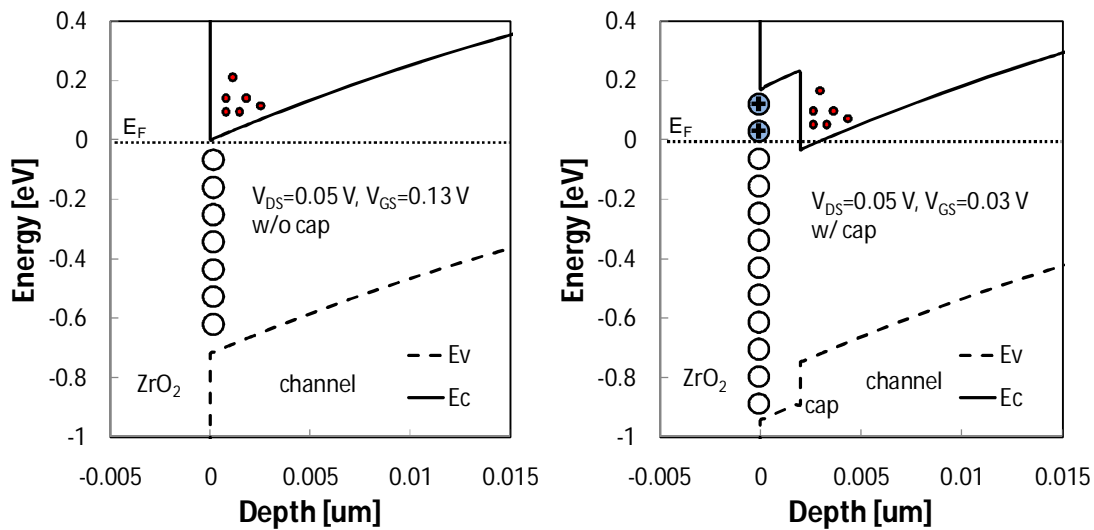 0.4
0.2
0
-0.2
-0.4
-0.6
-0.8
-1
Energy [eV]
E_F
V_DS=0.05 V, V_GS=0.13 V
w/o cap
ZrO₂
channel
Ev
Ec
-0.005
0
0.005
0.01
0.015
Depth [um]
0.4
0.2
0
-0.2
-0.4
-0.6
-0.8
-1
Energy [eV]
E_F
+
+
V_DS=0.05 V, V_GS=0.03 V
w/ cap
ZrO₂
channel
cap
Ev
Ec
-0.005
0
0.005
0.01
0.015
Depth [um]